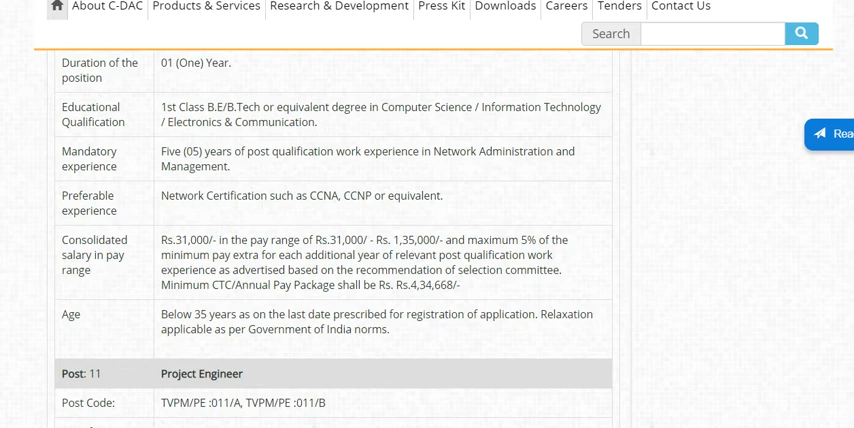 About C-DAC Products & Services Research & Development Press Kit Downloads Careers Tenders Contact Us
Search
Duration of the position 01 (One) Year.
Educational Qualification 1st Class B.E/B.Tech or equivalent degree in Computer Science / Information Technology
/ Electronics & Communication.
Mandatory experience Five (05) years of post qualification work experience in Network Administration and
Management.
Preferable experience Network Certification such as CCNA, CCNP or equivalent.
Consolidated salary in pay range Rs.31,000/- in the pay range of Rs.31,000/ - Rs. 1,35,000/- and maximum 5% of the
minimum pay extra for each additional year of relevant post qualification work
experience as advertised based on the recommendation of selection committee.
Minimum CTC/Annual Pay Package shall be Rs. Rs.4,34,668/-
Age Below 35 years as on the last date prescribed for registration of application. Relaxation
applicable as per Government of India norms.
Post: 11 Project Engineer
Post Code: TVPM/PE :011/A, TVPM/PE :011/B